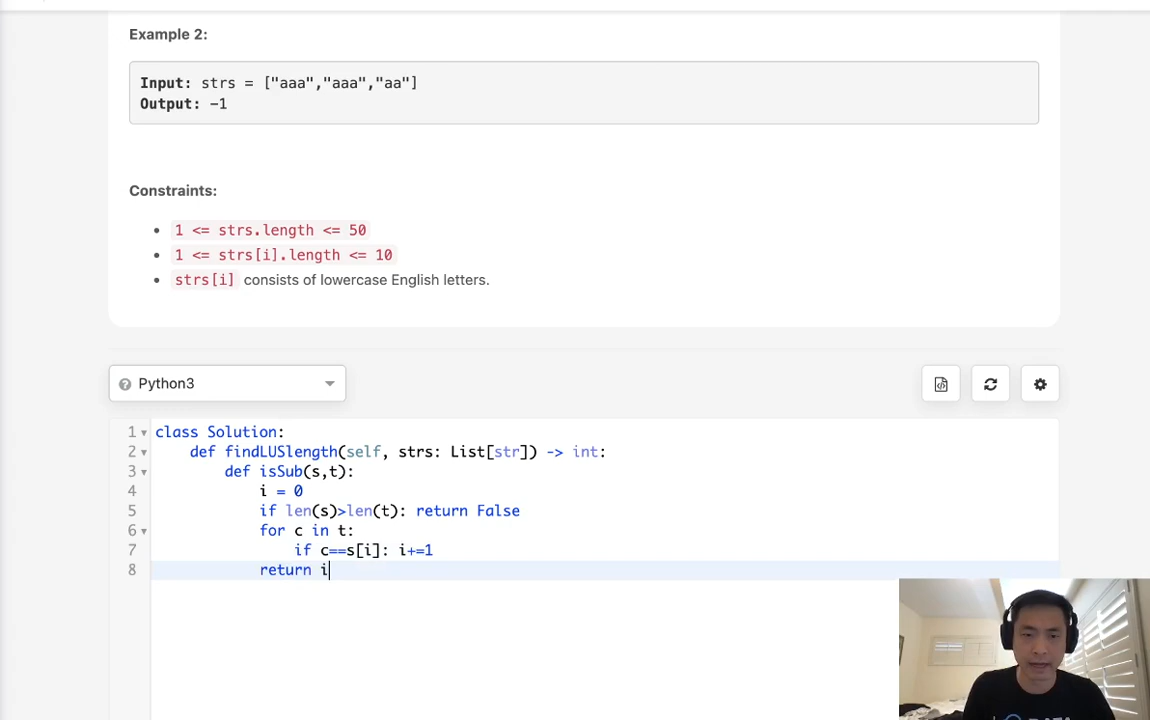 Example 2:
Input: strs = ["aaa","aaa","aa"]
Output: -1
Constraints:
1 <= strs.length <= 50
1 <= strs[i].length <= 10
strs[i] consists of lowercase English letters.
Python3
1 class Solution:
2 def findLUSlength(self, strs: List[str]) -> int:
3 def isSub(s,t):
4 i = 0
5 if len(s)>len(t): return False
6 for c in t:
7 if c==s[i]: i+=1
8 return i